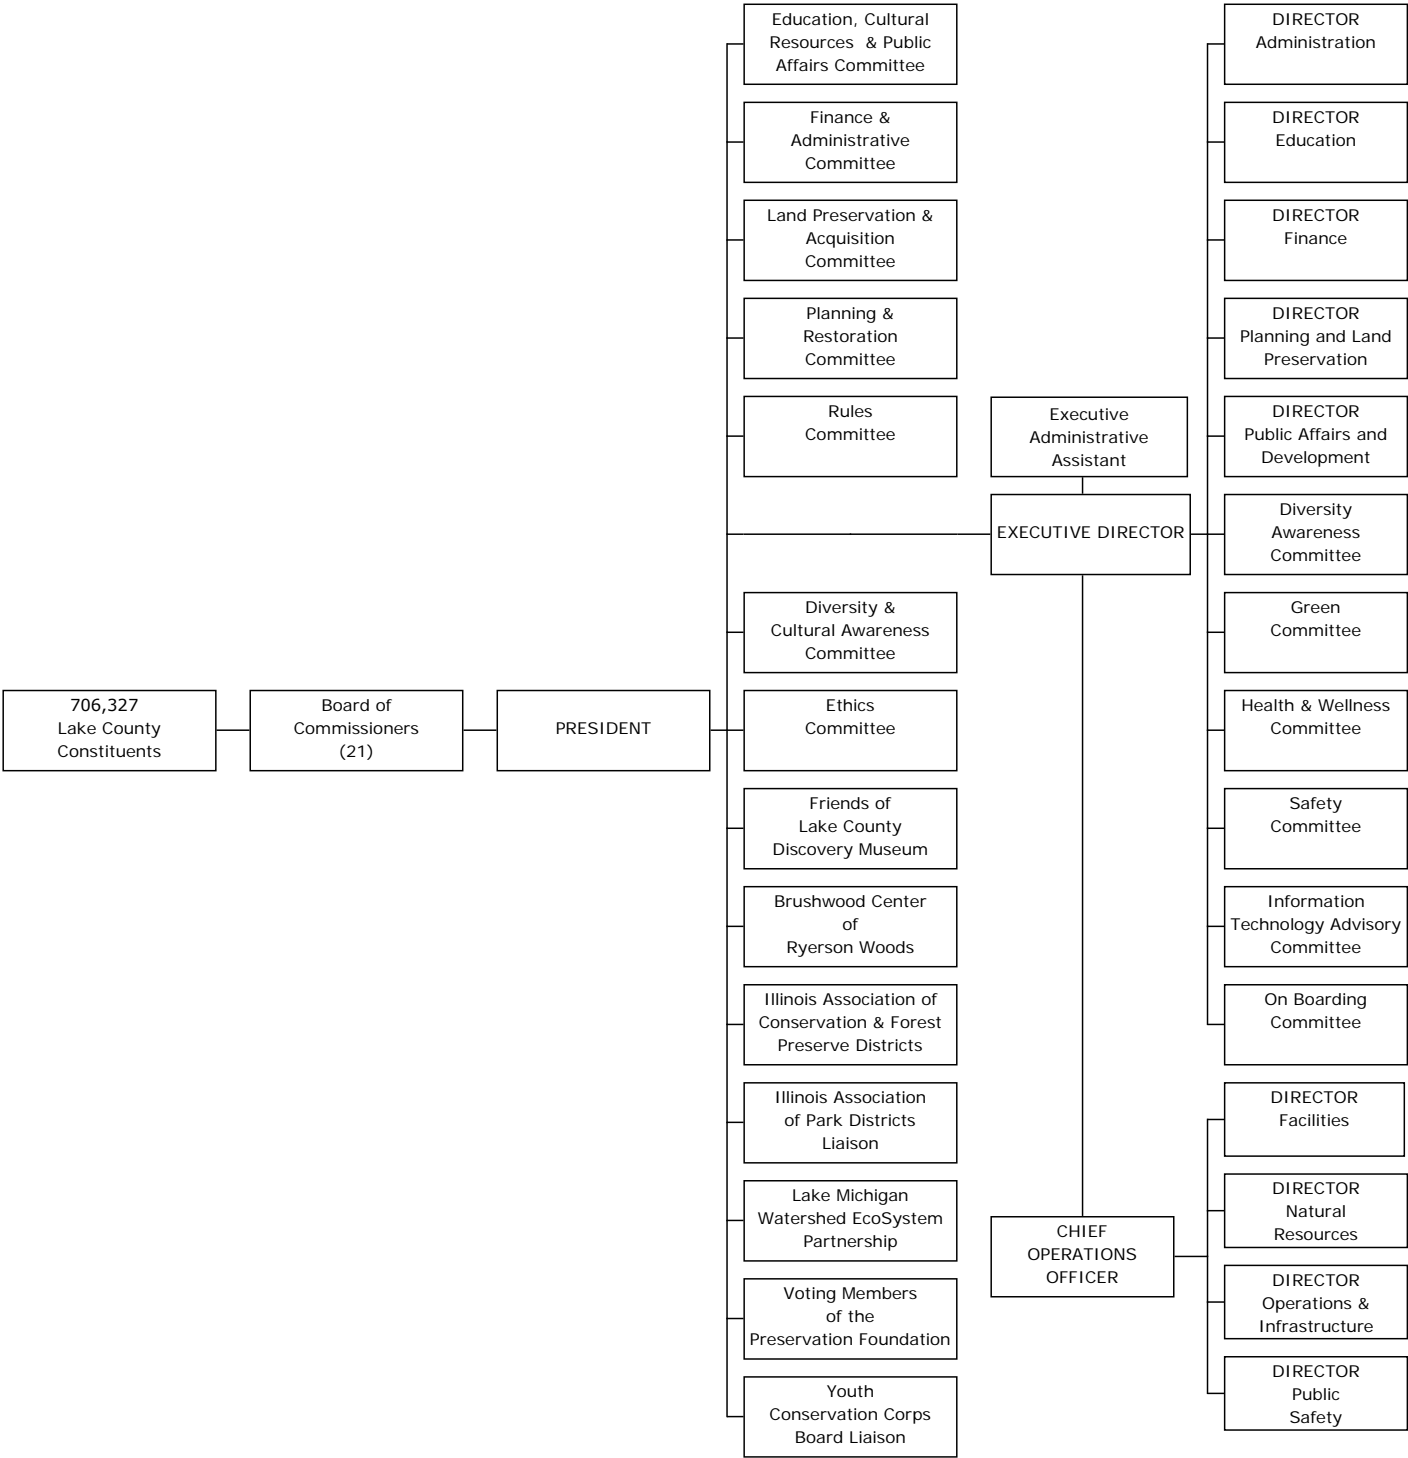 706,327
Lake County
Constituents
Board of
Commissioners
(21)
PRESIDENT
Education, Cultural
Resources & Public
Affairs Committee
Finance &
Administrative
Committee
Land Preservation &
Acquisition
Committee
Planning &
Restoration
Committee
Rules
Committee
Diversity &
Cultural Awareness
Committee
Ethics
Committee
Friends of
Lake County
Discovery Museum
Brushwood Center
of
Ryerson Woods
Illinois Association of
Conservation & Forest
Preserve Districts
Illinois Association
of Park Districts
Liaison
Lake Michigan
Watershed EcoSystem
Partnership
Voting Members
of the
Preservation Foundation
Youth
Conservation Corps
Board Liaison
Executive
Administrative
Assistant
EXECUTIVE DIRECTOR
CHIEF
OPERATIONS
OFFICER
DIRECTOR
Administration
DIRECTOR
Education
DIRECTOR
Finance
DIRECTOR
Planning and Land
Preservation
DIRECTOR
Public Affairs and
Development
Diversity
Awareness
Committee
Green
Committee
Health & Wellness
Committee
Safety
Committee
Information
Technology Advisory
Committee
On Boarding
Committee
DIRECTOR
Facilities
DIRECTOR
Natural
Resources
DIRECTOR
Operations &
Infrastructure
DIRECTOR
Public
Safety